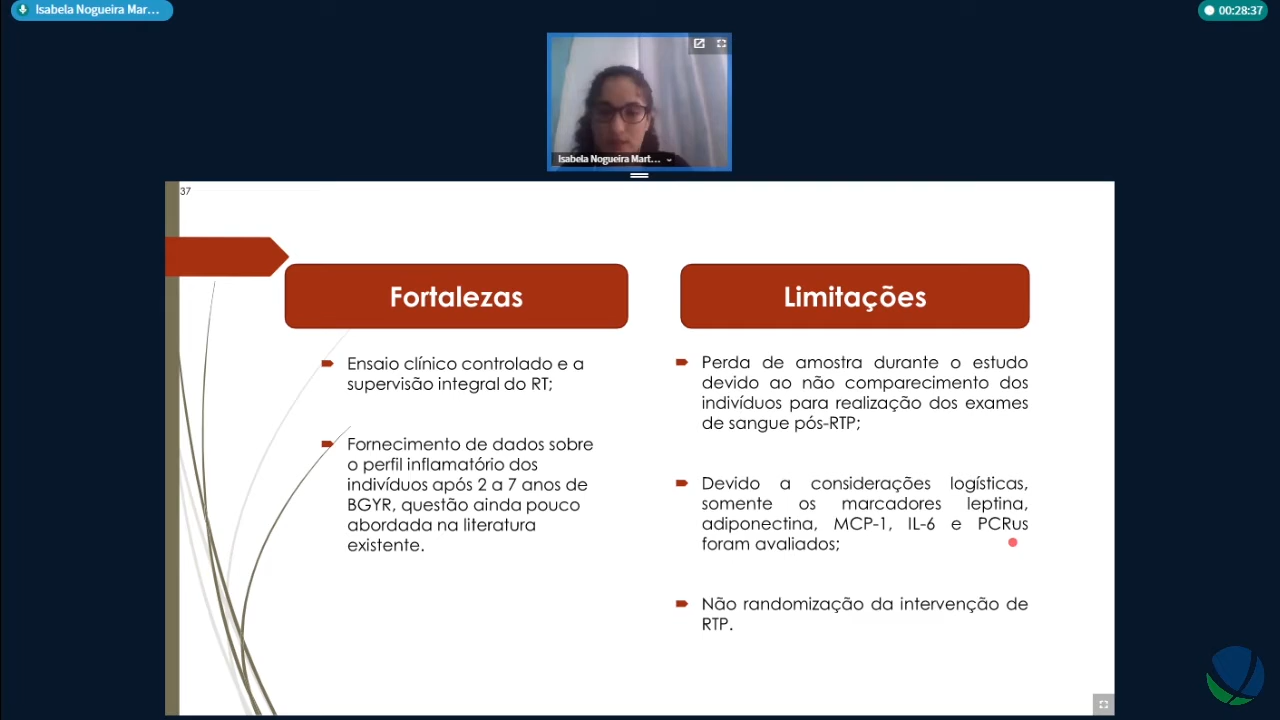 Isabela Nogueira Mar...
00:28:37
Isabela Nogueira Mart...
37
Fortalezas
Ensaio clínico controlado e a
supervisão integral do RT;
Fornecimento de dados sobre
o perfil inflamatório dos
indivíduos após 2 a 7 anos de
BGYR, questão ainda pouco
abordada na literatura
existente.
Limitações
Perda de amostra durante o estudo
devido ao não comparecimento dos
indivíduos para realização dos exames
de sangue pós-RTP;
Devido a considerações logísticas,
somente os marcadores leptina,
adiponectina, MCP-1, IL-6 e PCRus
foram avaliados;
Não randomização da intervenção de
RTP.